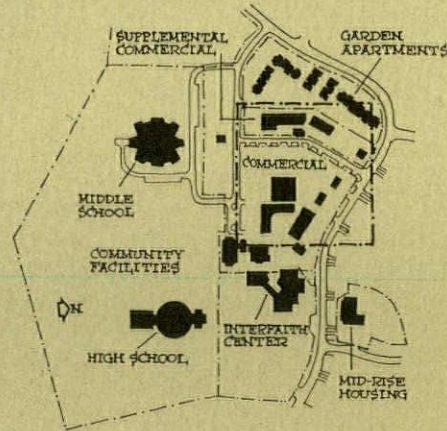 SUPPLEMENTAL
COMMERCIAL
GARDEN
APARTMENTS
COMMERCIAL
MIDDLE
SCHOOL
COMMUNITY
FACILITIES
N
HIGH SCHOOL
INTERFAITH
CENTER
MID-RISE
HOUSING